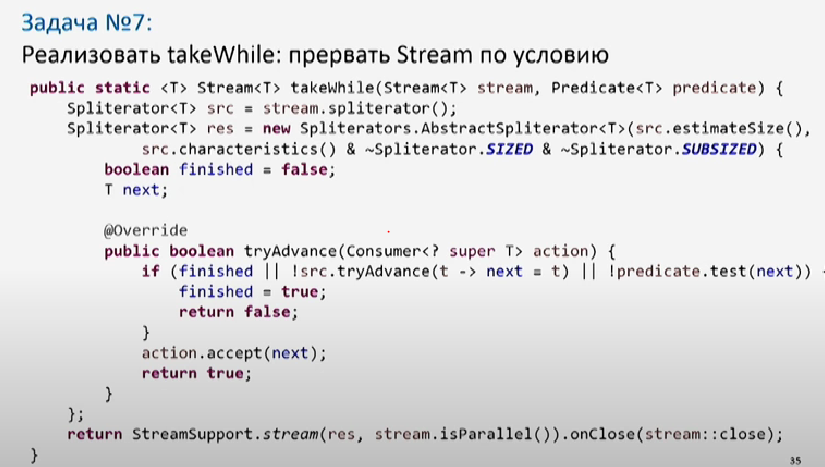 Задача №7:
Реализовать takeWhile: прервать Stream по условию
public static <T> Stream<T> takeWhile(Stream<T> stream, Predicate<T> predicate) {
    Spliterator<T> src = stream.spliterator();
    Spliterator<T> res = new Spliterators.AbstractSpliterator<T>(src.estimateSize(),
            src.characteristics() & ~Spliterator.SIZED & ~Spliterator.SUBSIZED) {
        boolean finished = false;
        T next;
        @Override
        public boolean tryAdvance(Consumer<? super T> action) {
            if (finished || !src.tryAdvance(t -> next = t) || !predicate.test(next))
                finished = true;
                return false;
            }
            action.accept(next);
            return true;
        }
    };
    return StreamSupport.stream(res, stream.isParallel()).onClose(stream::close);
}
35